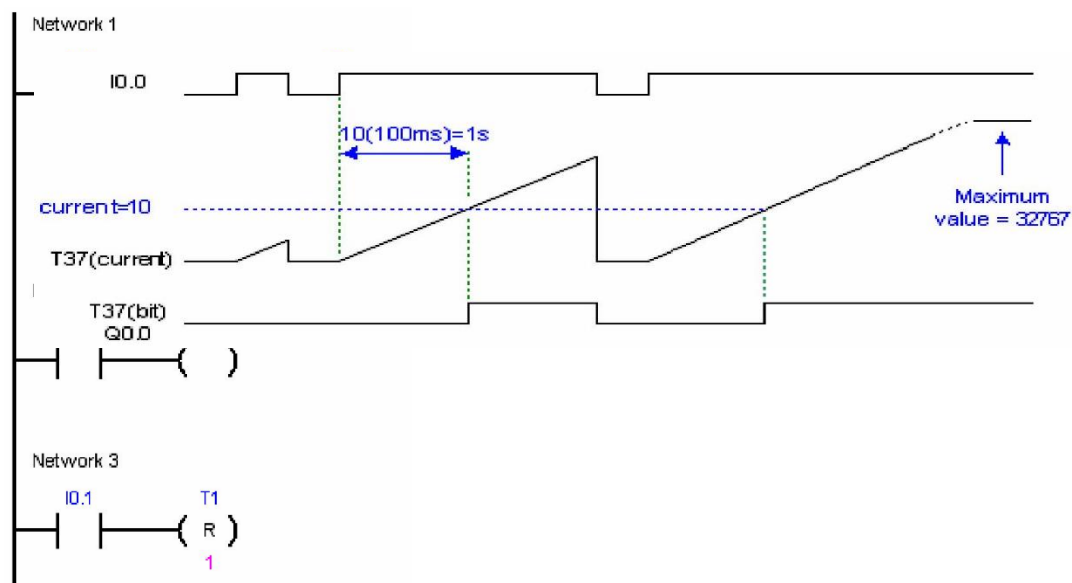 Network 1
I0.0
10(100ms)=1s
current=10
Maximum
value = 32767
T37(current)
T37(bit)
Q0.0
Network 3
I0.1 T1
R
1